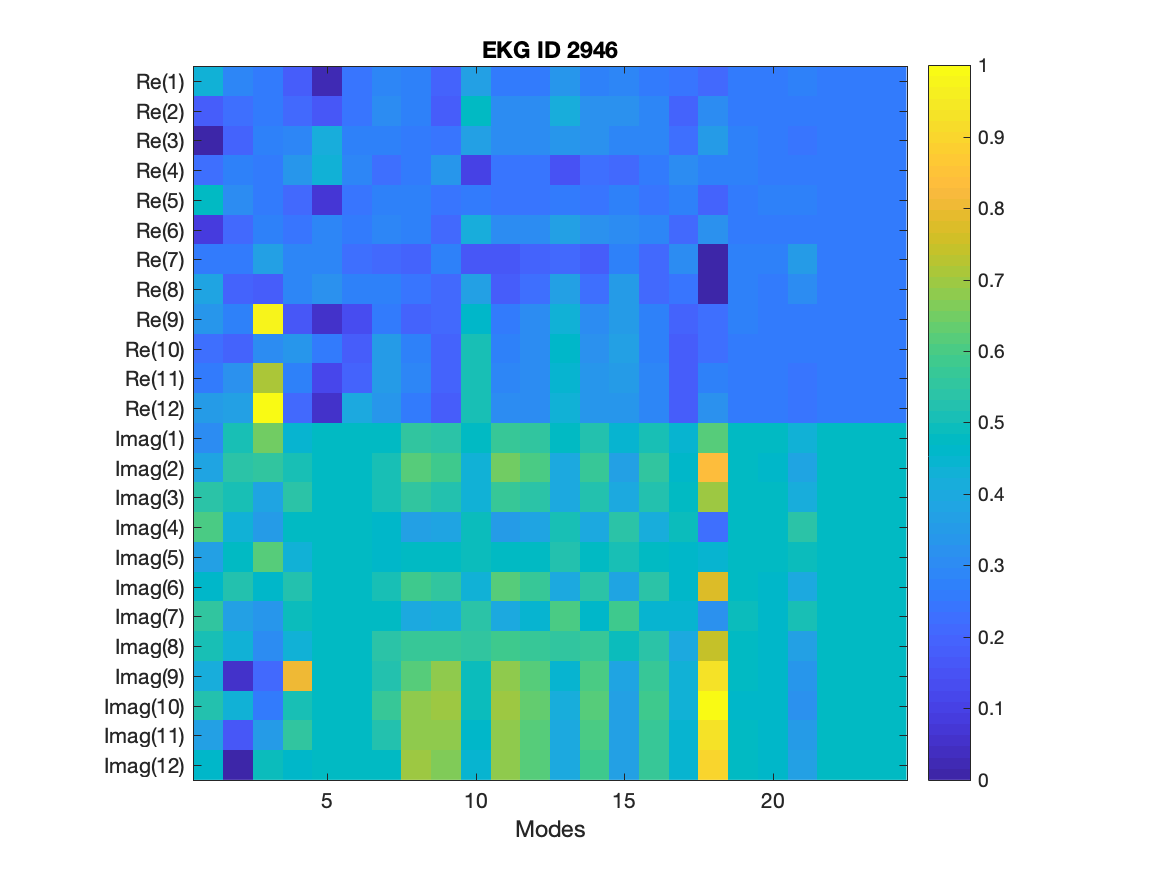 EKG ID 2946
Re(1)
Re(2)
Re(3)
Re(4)
Re(5)
Re(6)
Re(7)
Re(8)
Re(9)
Re(10)
Re(11)
Re(12)
Imag(1)
Imag(2)
Imag(3)
Imag(4)
Imag(5)
Imag(6)
Imag(7)
Imag(8)
Imag(9)
Imag(10)
Imag(11)
Imag(12)
5 10 15 20
Modes
1
0.9
0.8
0.7
0.6
0.5
0.4
0.3
0.2
0.1
0